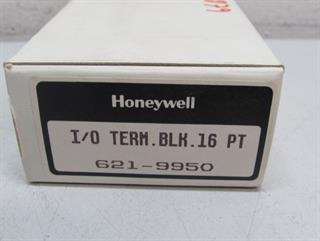 Honeywell
I/O TERM.BLK.16 PT
621-9950